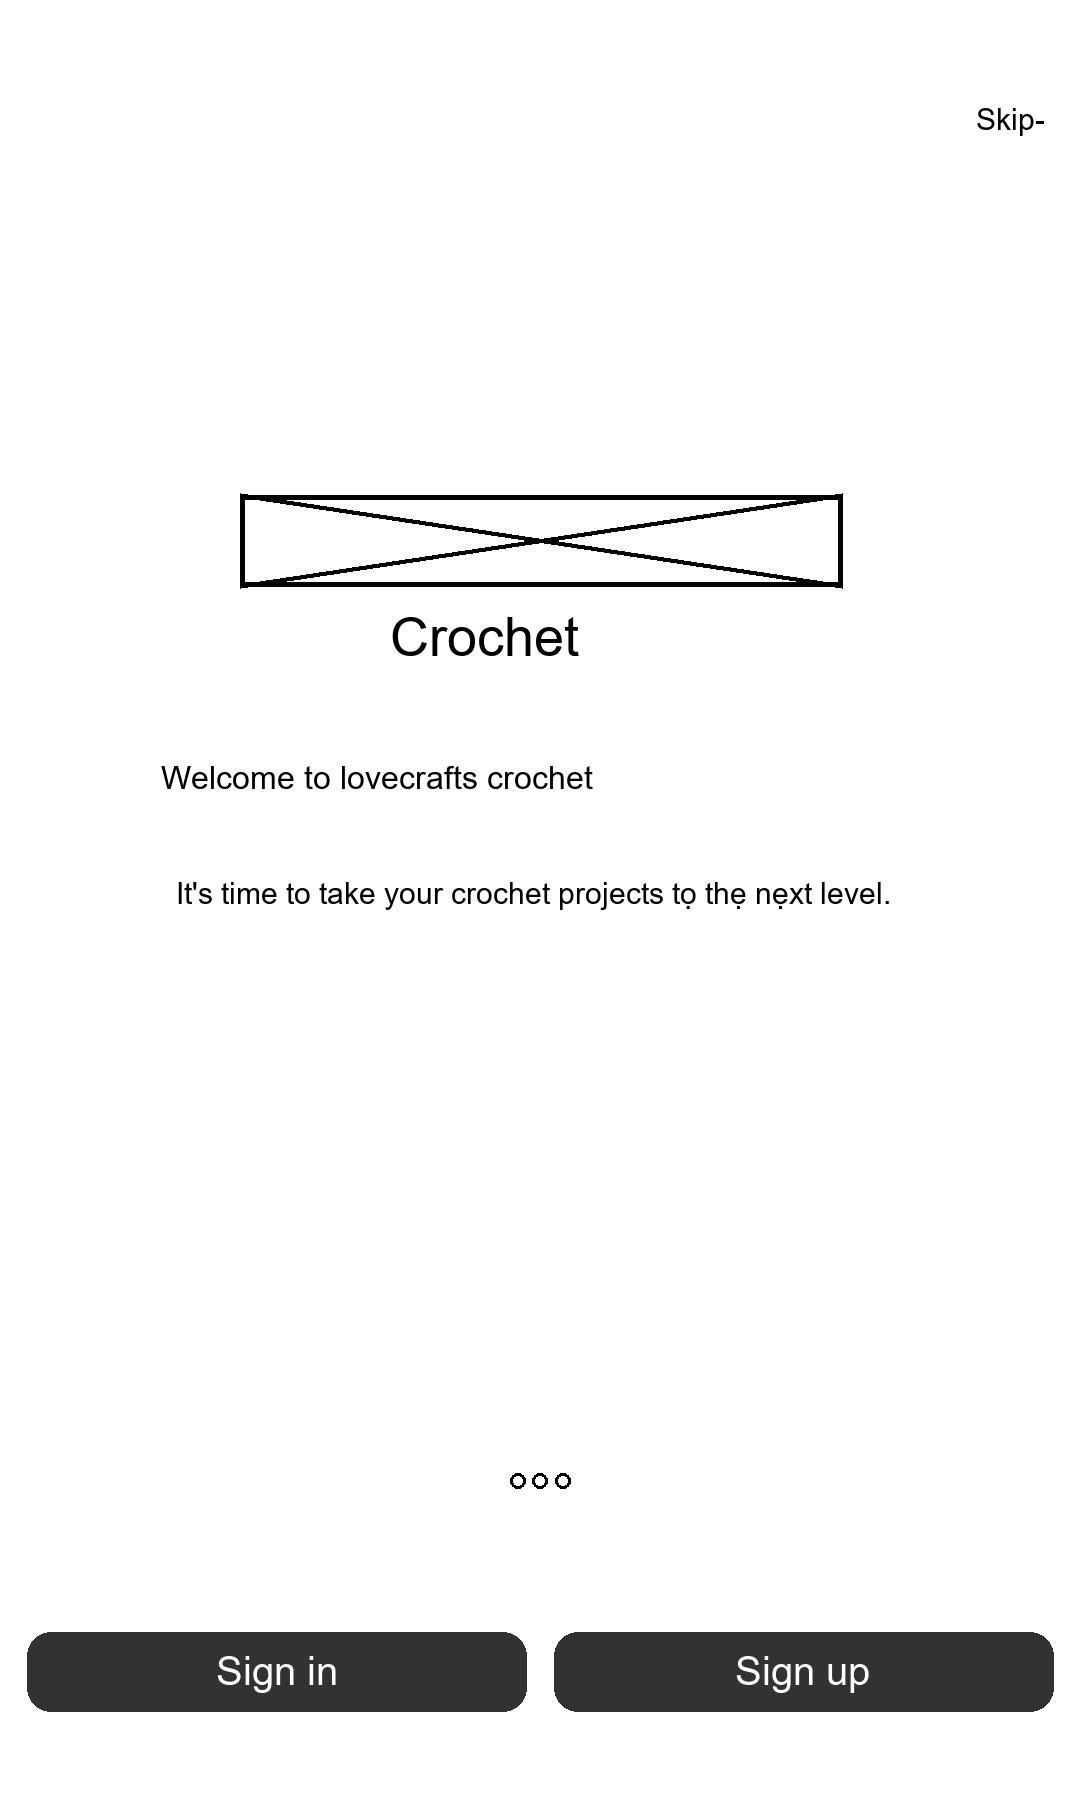 Skip-
Crochet
Welcome to lovecrafts crochet
It's time to take your crochet projects tọ thẹ nẹxt level.
Sign in
Sign up